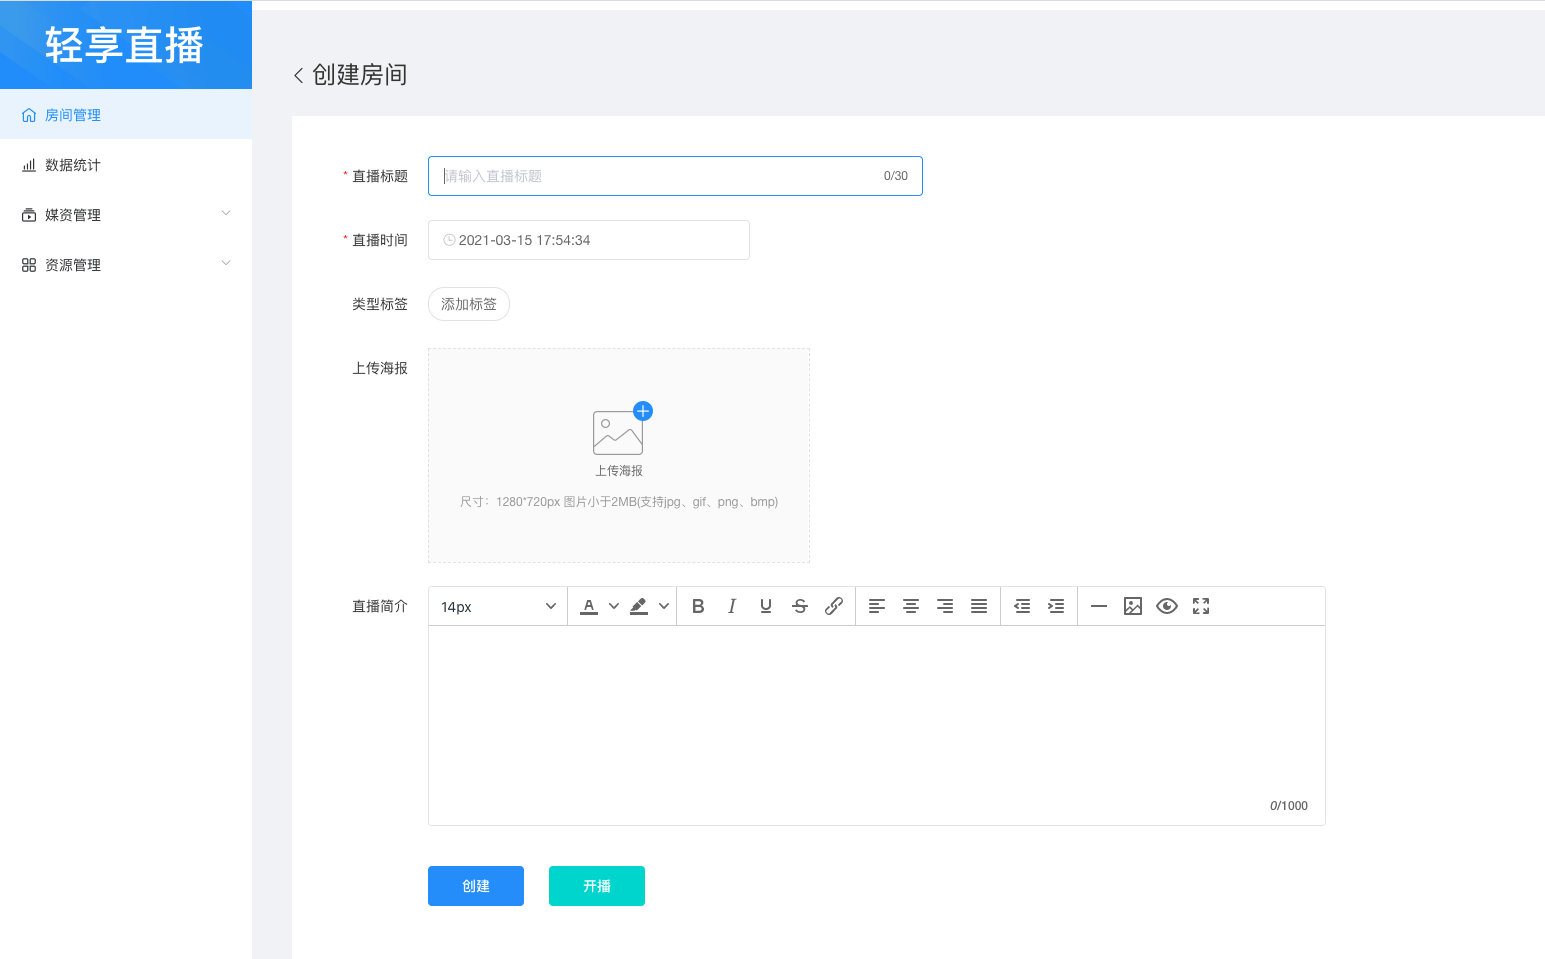 轻享直播
房间管理
数据统计
媒资管理
资源管理
创建房间
* 直播标题
请输入直播标题
0/30
* 直播时间
2021-03-15 17:54:34
类型标签
添加标签
上传海报
上传海报
尺寸：1280*720px 图片小于2MB(支持jpg、gif、png、bmp)
直播简介
14px
A
B I U S
0/1000
创建
开播